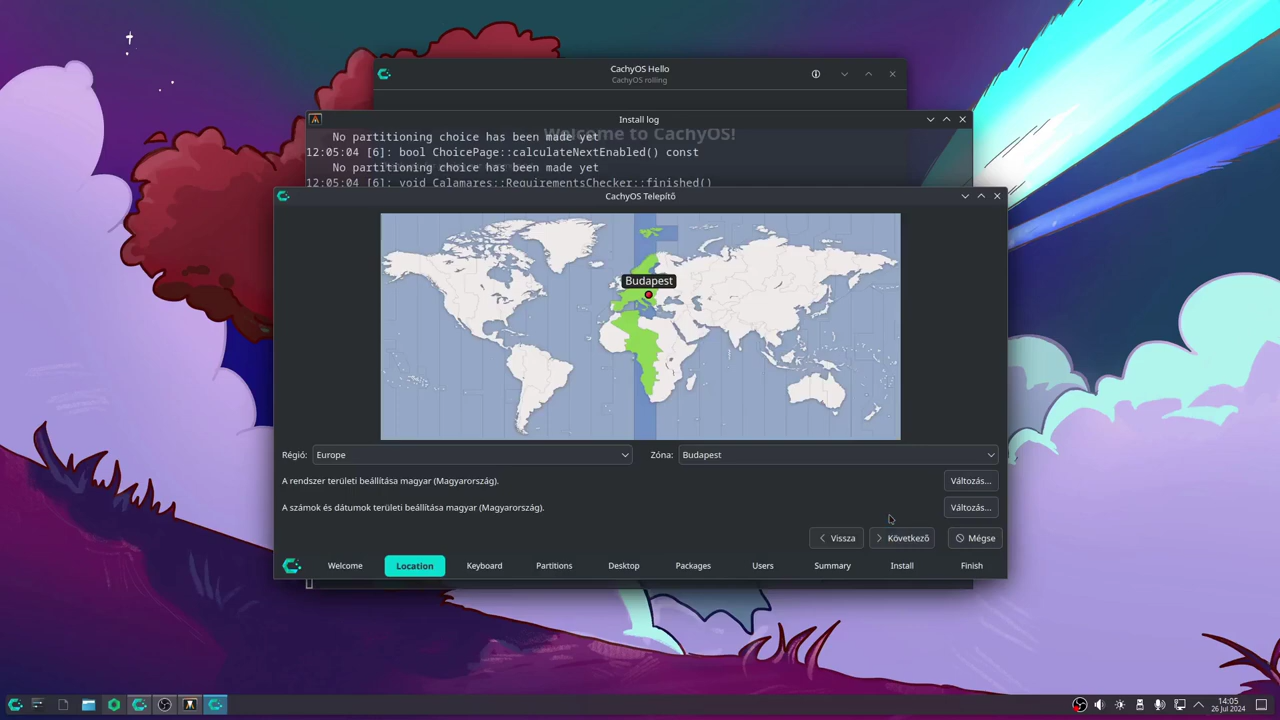 CachyOS Hello
CachyOS rolling
Install log
Welcome to CachyOS!
No partitioning choice has been made yet
12:05:04 [6]: bool ChoicePage::calculateNextEnabled() const
No partitioning choice has been made yet
12:05:04 [6]: void Calamares::RequirementsChecker::finished()
CachyOS Telepítő
Budapest
Régió: Europe Zóna: Budapest
A rendszer területi beállítása magyar (Magyarország). Változás...
A számok és dátumok területi beállítása magyar (Magyarország). Változás...
Vissza Következő Mégse
Welcome Location Keyboard Partitions Desktop Packages Users Summary Install Finish
14:05
26 Jul 2024